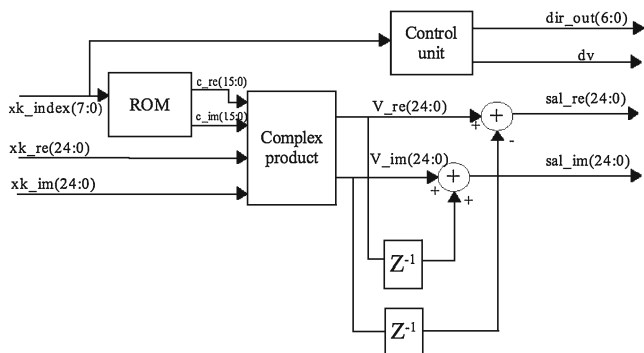 dir_out(6:0)
Control
unit
dv
xk_index(7:0)
ROM
c_re(15:0)
c_im(15:0)
Complex
product
V_re(24:0)
+
+
-
sal_re(24:0)
xk_re(24:0)
V_im(24:0)
+
+
+
sal_im(24:0)
xk_im(24:0)
Z-1
Z-1